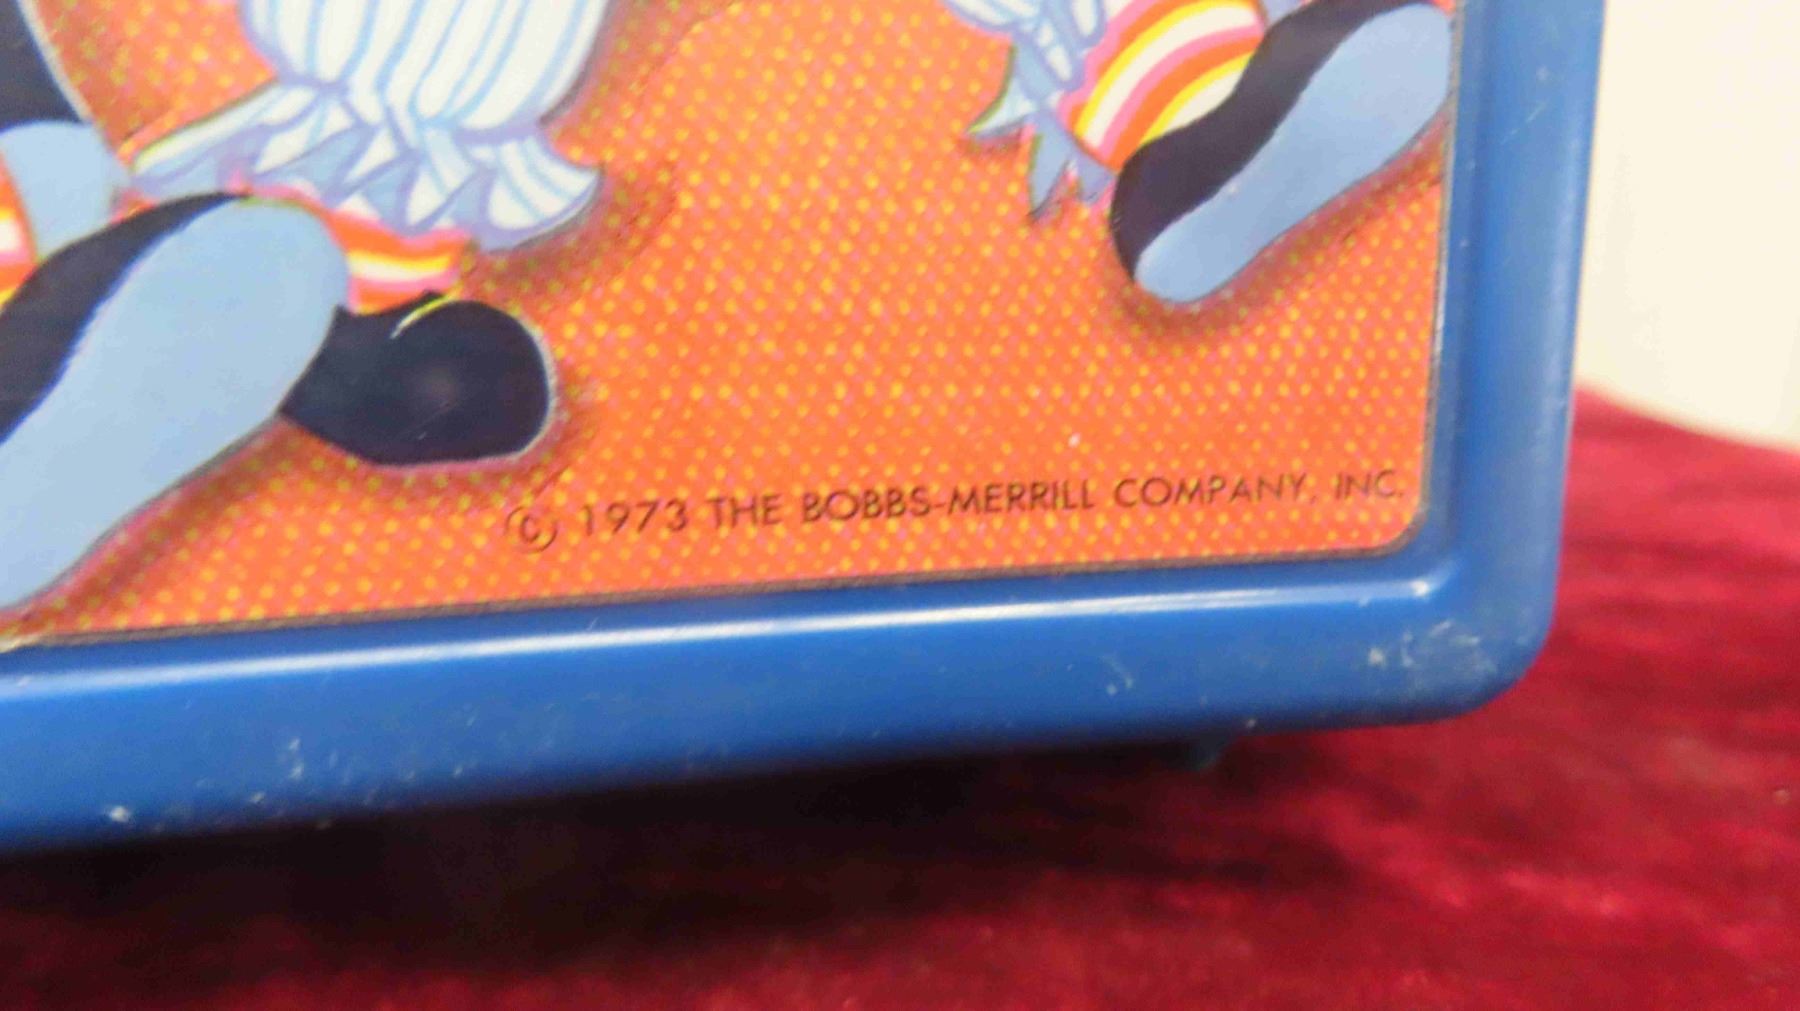 © 1973 THE BOBBS-MERRILL COMPANY, INC.